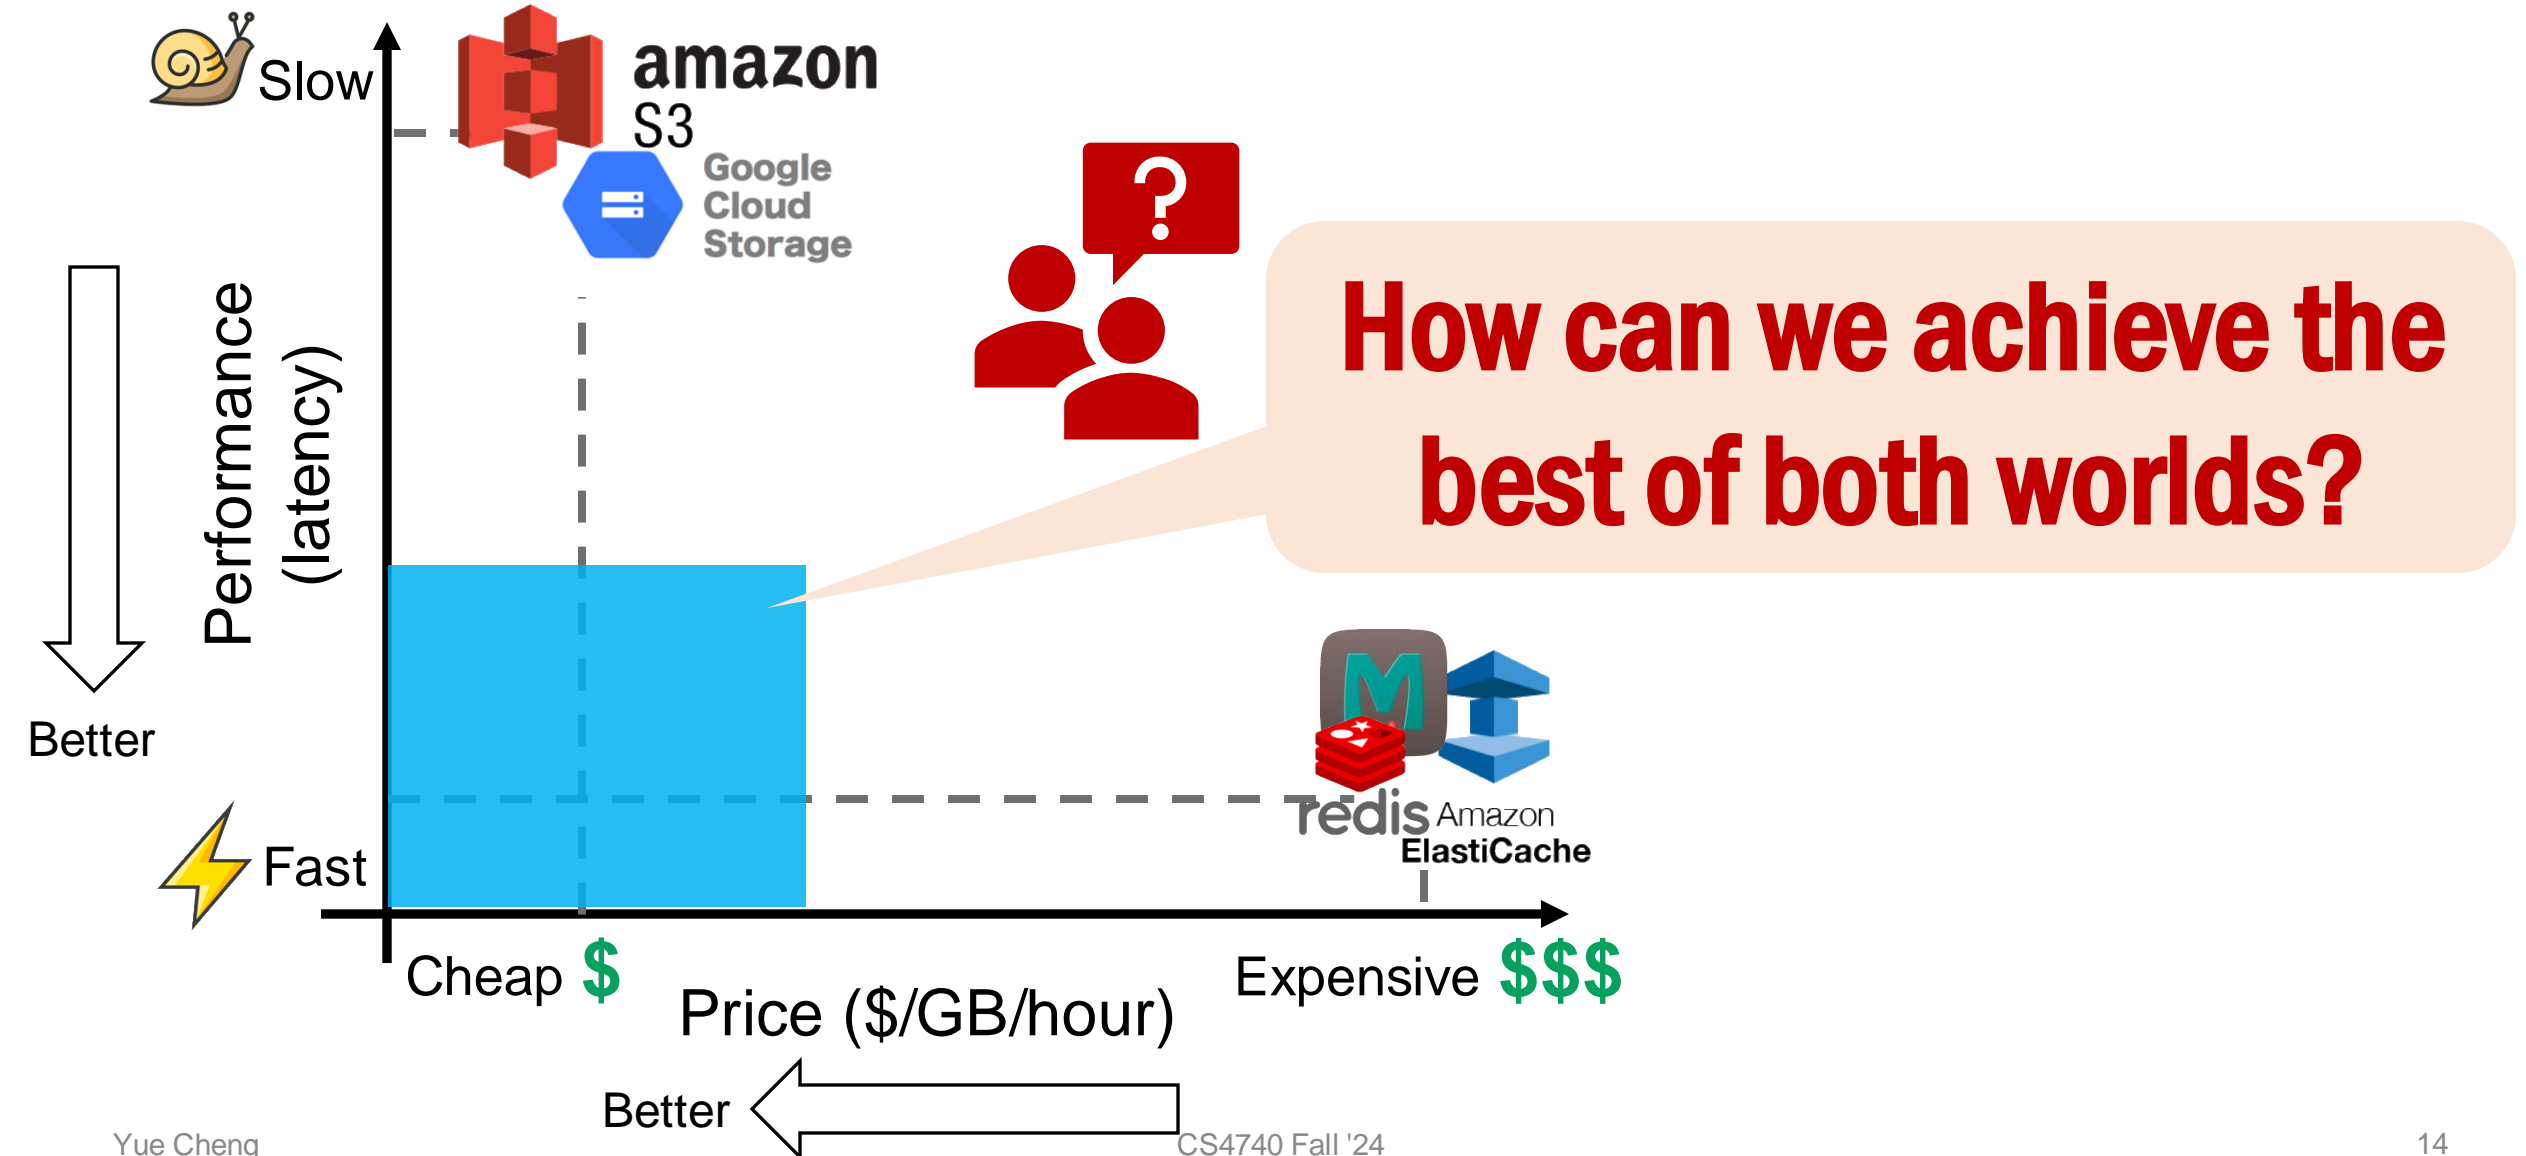 Slow
amazon
S3
Google
Cloud
Storage
?
How can we achieve the
best of both worlds?
Performance
(latency)
Better
M
redis
Amazon
ElastiCache
Fast
Cheap $
Expensive $$$
Price ($/GB/hour)
Better
Yue Cheng
CS4740 Fall '24
14